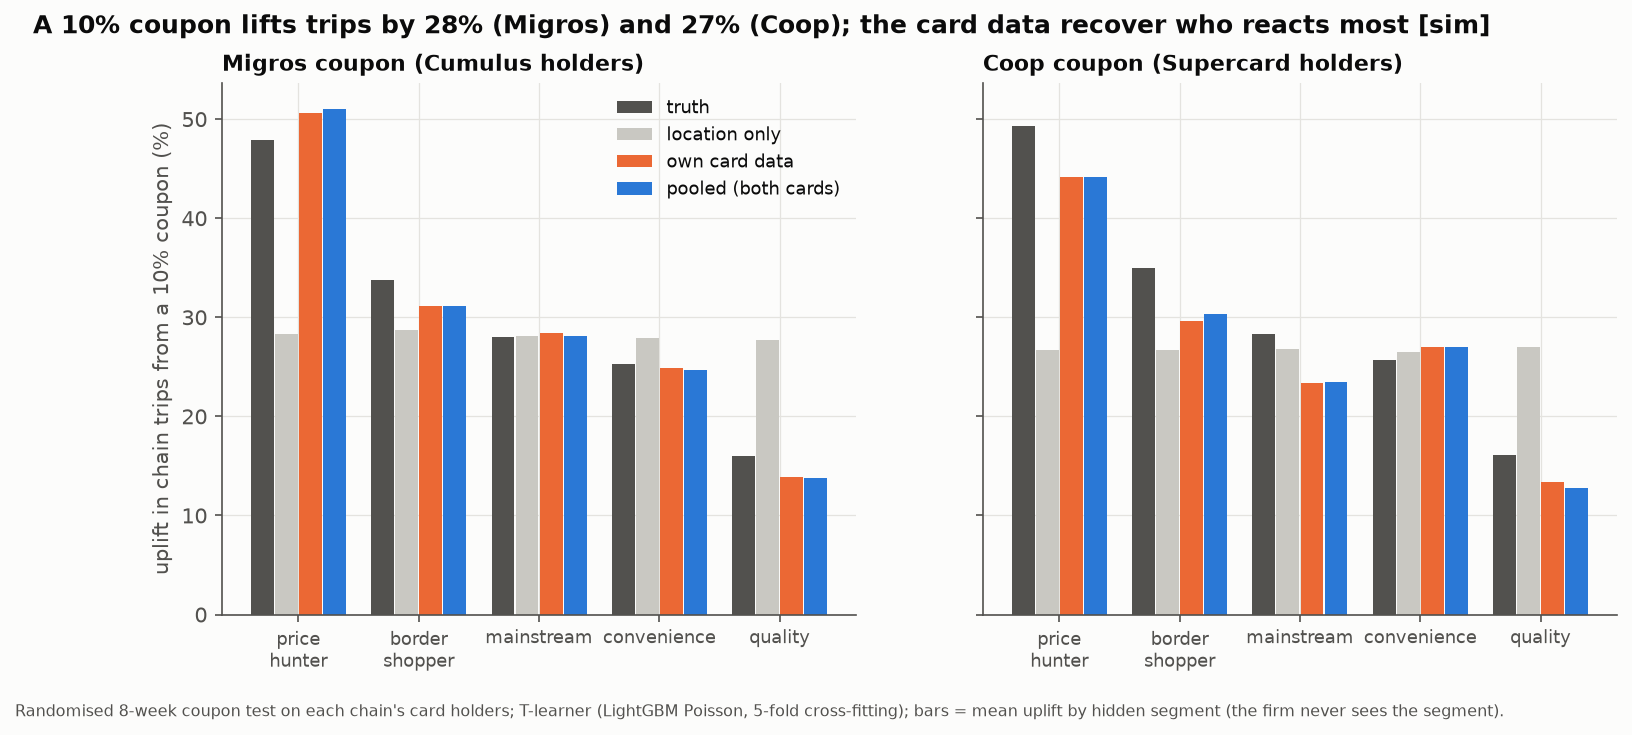 A 10% coupon lifts trips by 28% (Migros) and 27% (Coop); the card data recover who reacts most [sim]
Migros coupon (Cumulus holders)
Coop coupon (Supercard holders)
truth
location only
own card data
pooled (both cards)
uplift in chain trips from a 10% coupon (%)
50
40
30
20
10
0
price
hunter
border
shopper
mainstream
convenience
quality
price
hunter
border
shopper
mainstream
convenience
quality
Randomised 8-week coupon test on each chain's card holders; T-learner (LightGBM Poisson, 5-fold cross-fitting); bars = mean uplift by hidden segment (the firm never sees the segment).